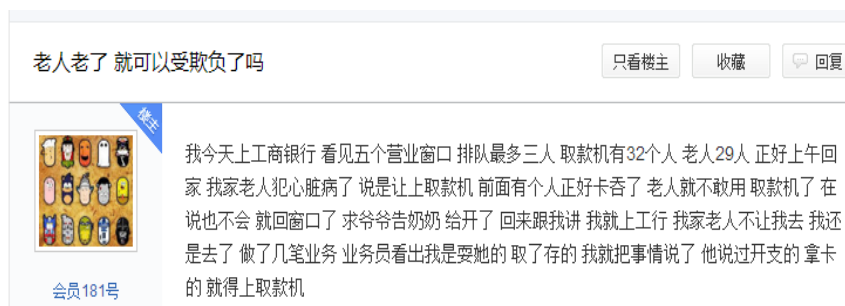 老人老了 就可以受欺负了吗
只看楼主
收藏
回复
楼主
我今天上工商银行 看见五个营业窗口 排队最多三人 取款机有32个人 老人29人 正好上午回
家 我家老人犯心脏病了 说是让上取款机 前面有个人正好卡吞了 老人就不敢用 取款机了 在
说也不会 就回窗口了 求爷爷告奶奶 给开了 回来跟我讲 我就上工行 我家老人不让我去 我还
是去了 做了几笔业务 业务员看出我是耍她的 取了存的 我就把事情说了 他说过开支的 拿卡
的 就得上取款机
会员181号